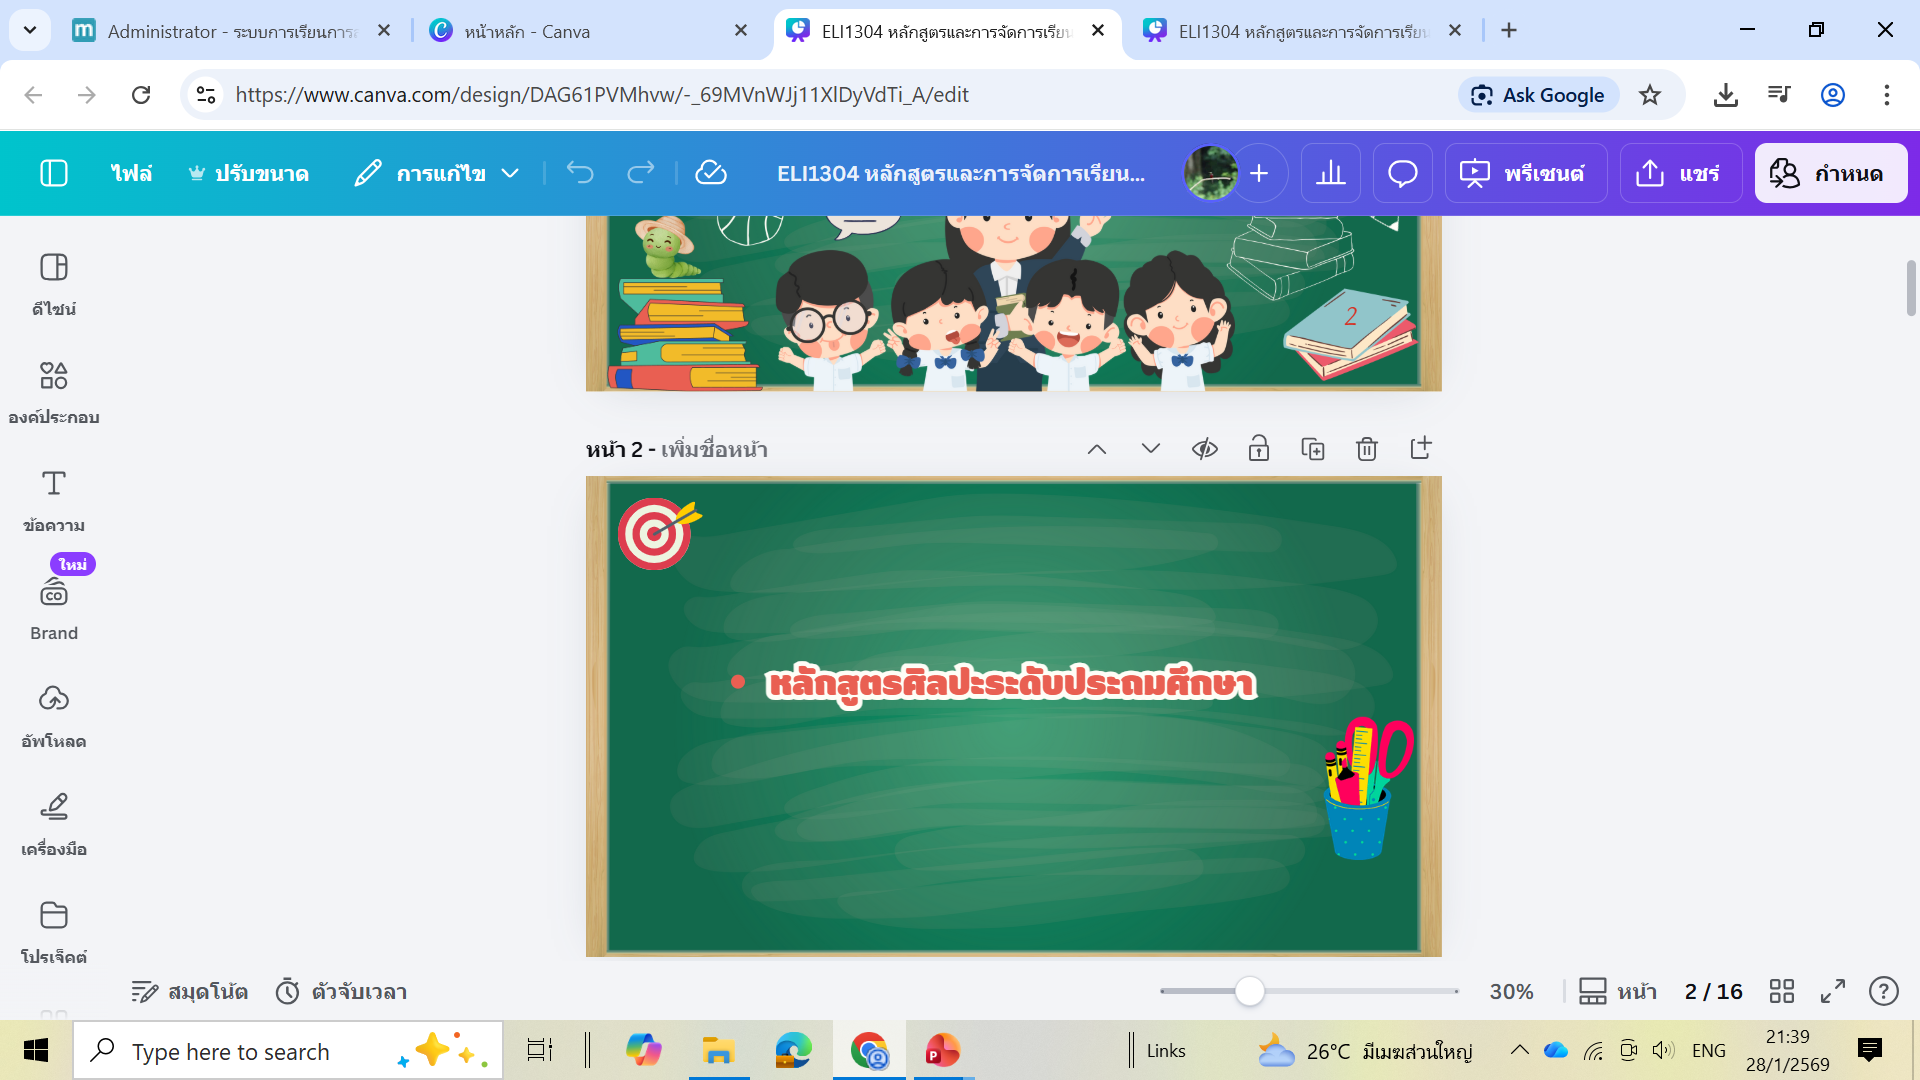 Administrator - ระบบการเรียนการส
หน้าหลัก - Canva
ELI1304 หลักสูตรและการจัดการเรียน
ELI1304 หลักสูตรและการจัดการเรียน
https://www.canva.com/design/DAG61PVMhvw/-_69MVnWJj11XlDyVdTi_A/edit
Ask Google
ไฟล์
ปรับขนาด
การแก้ไข
ELI1304 หลักสูตรและการจัดการเรียน...
พรีเซนต์
แชร์
กำหนด
ดีไซน์
องค์ประกอบ
ข้อความ
ใหม่
Brand
อัพโหลด
เครื่องมือ
โปรเจ็คต์
2
หน้า 2 - เพิ่มชื่อหน้า
• หลักสูตรศิลปะระดับประถมศึกษา
สมุดโน้ต
ตัวจับเวลา
30%
หน้า
2 / 16
Type here to search
Links
26°C มีเมฆส่วนใหญ่
ENG
21:39
28/1/2569